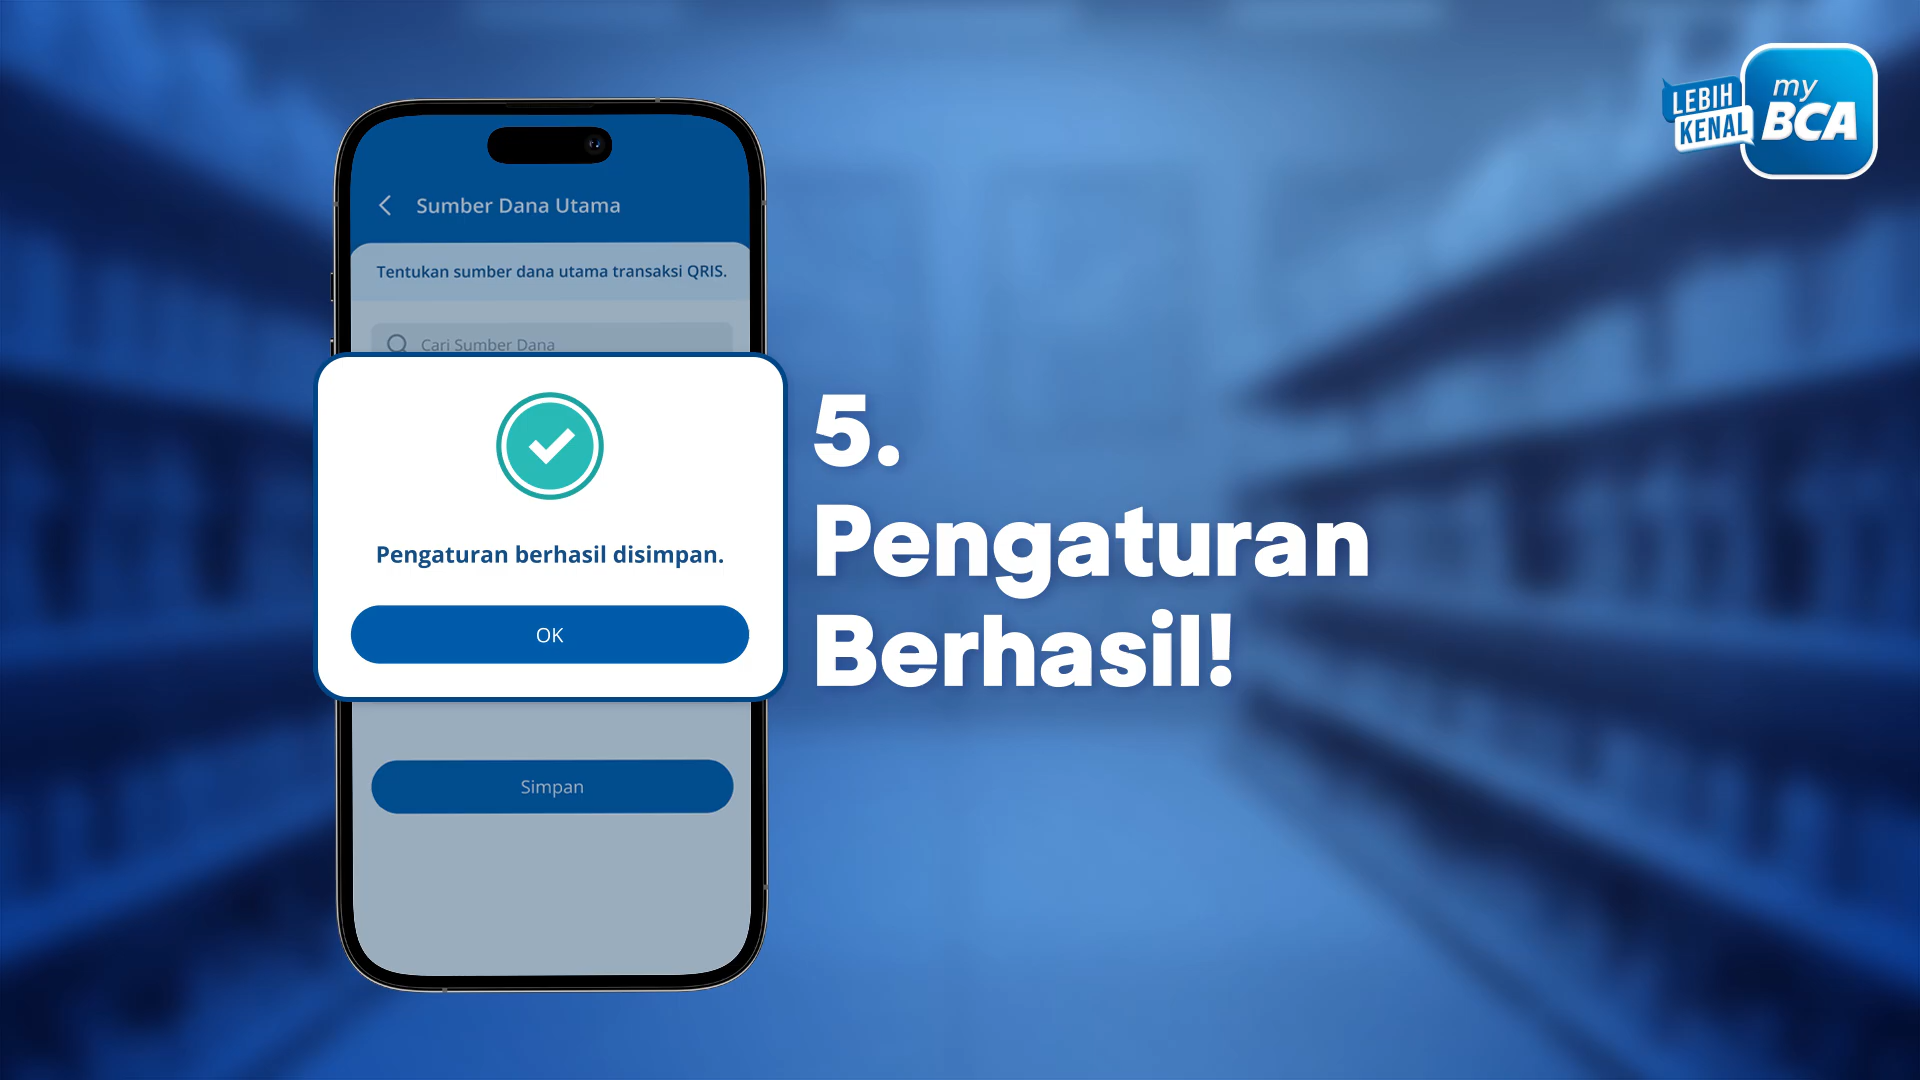 LEBIH
KENAL
my
BCA
Sumber Dana Utama
Tentukan sumber dana utama transaksi QRIS.
Cari Sumber Dana
Pengaturan berhasil disimpan.
OK
Simpan
5.
Pengaturan
Berhasil!